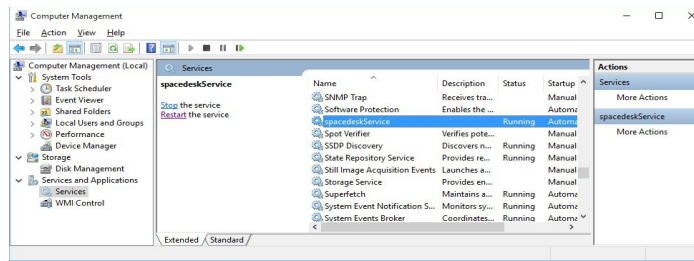 Computer Management
File Action View Help
Computer Management (Local)
System Tools
Task Scheduler
Event Viewer
Shared Folders
Local Users and Groups
Performance
Device Manager
Storage
Disk Management
Services and Applications
Services
WMI Control
Services
spacedeskService
Stop the service
Restart the service
Name Description Status Startup
SNMP Trap Receives tra... Manual
Software Protection Enables the ... Automa
spacedeskService Running Automa
Spot Verifier Verifies pote... Manual
SSDP Discovery Discovers n... Running Manual
State Repository Service Provides re... Running Manual
Still Image Acquisition Events Launches a... Manual
Storage Service Provides en... Manual
Superfetch Maintains a... Running Automa
System Event Notification S... Monitors sy... Running Automa
System Events Broker Coordinates... Running Automa
Extended Standard
Actions
Services
More Actions
spacedeskService
More Actions